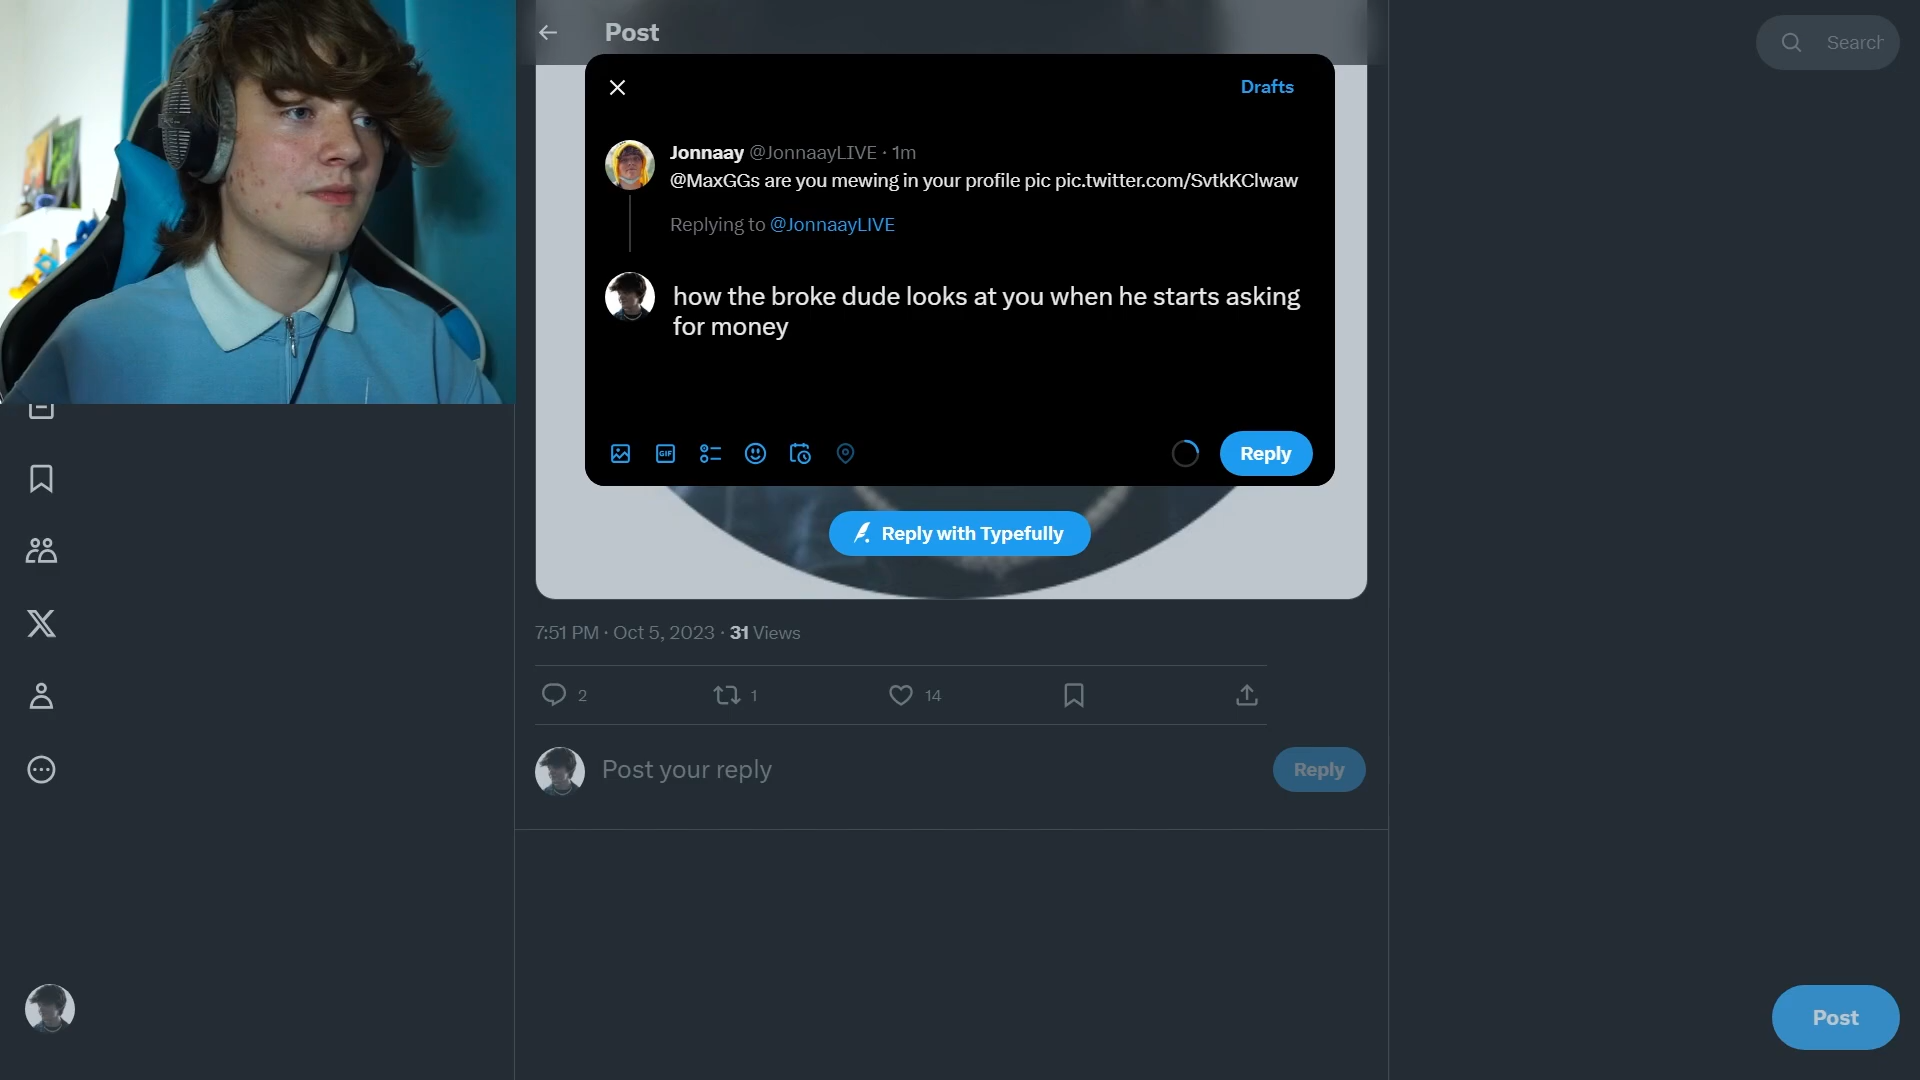 Post
Search
Drafts
Jonnaay @JonnaayLIVE · 1m
@MaxGGs are you mewing in your profile pic pic.twitter.com/SvtkKClwaw
Replying to @JonnaayLIVE
how the broke dude looks at you when he starts asking
for money
GIF
Reply
Reply with Typefully
7:51 PM · Oct 5, 2023 · 31 Views
2
1
14
Post your reply
Reply
Post